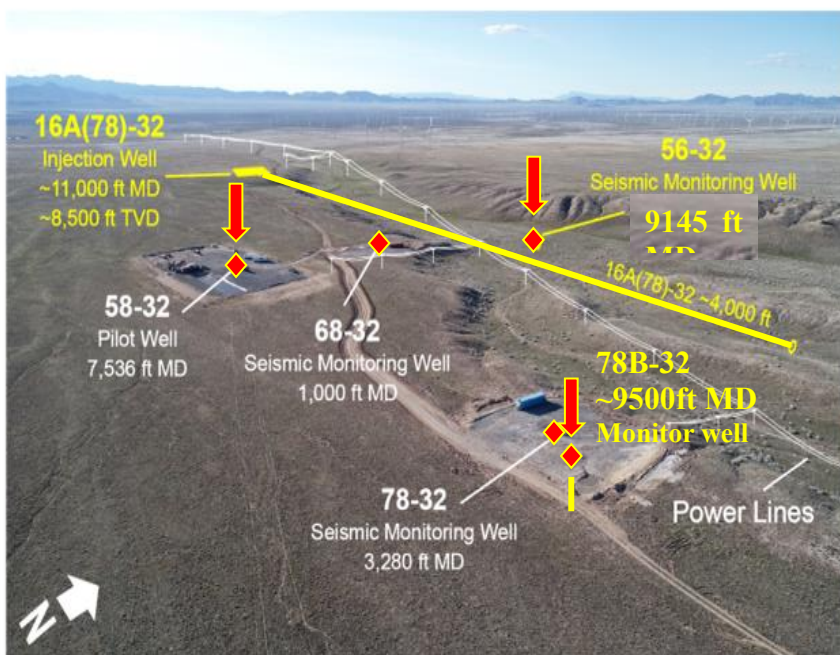 16A(78)-32
Injection Well
~11,000 ft MD
~8,500 ft TVD
56-32
Seismic Monitoring Well
9145 ft
58-32
Pilot Well
7,536 ft MD
68-32
Seismic Monitoring Well
1,000 ft MD
16A(78)-32 ~4,000 ft
78B-32
~9500ft MD
Monitor well
78-32
Seismic Monitoring Well
3,280 ft MD
Power Lines
N